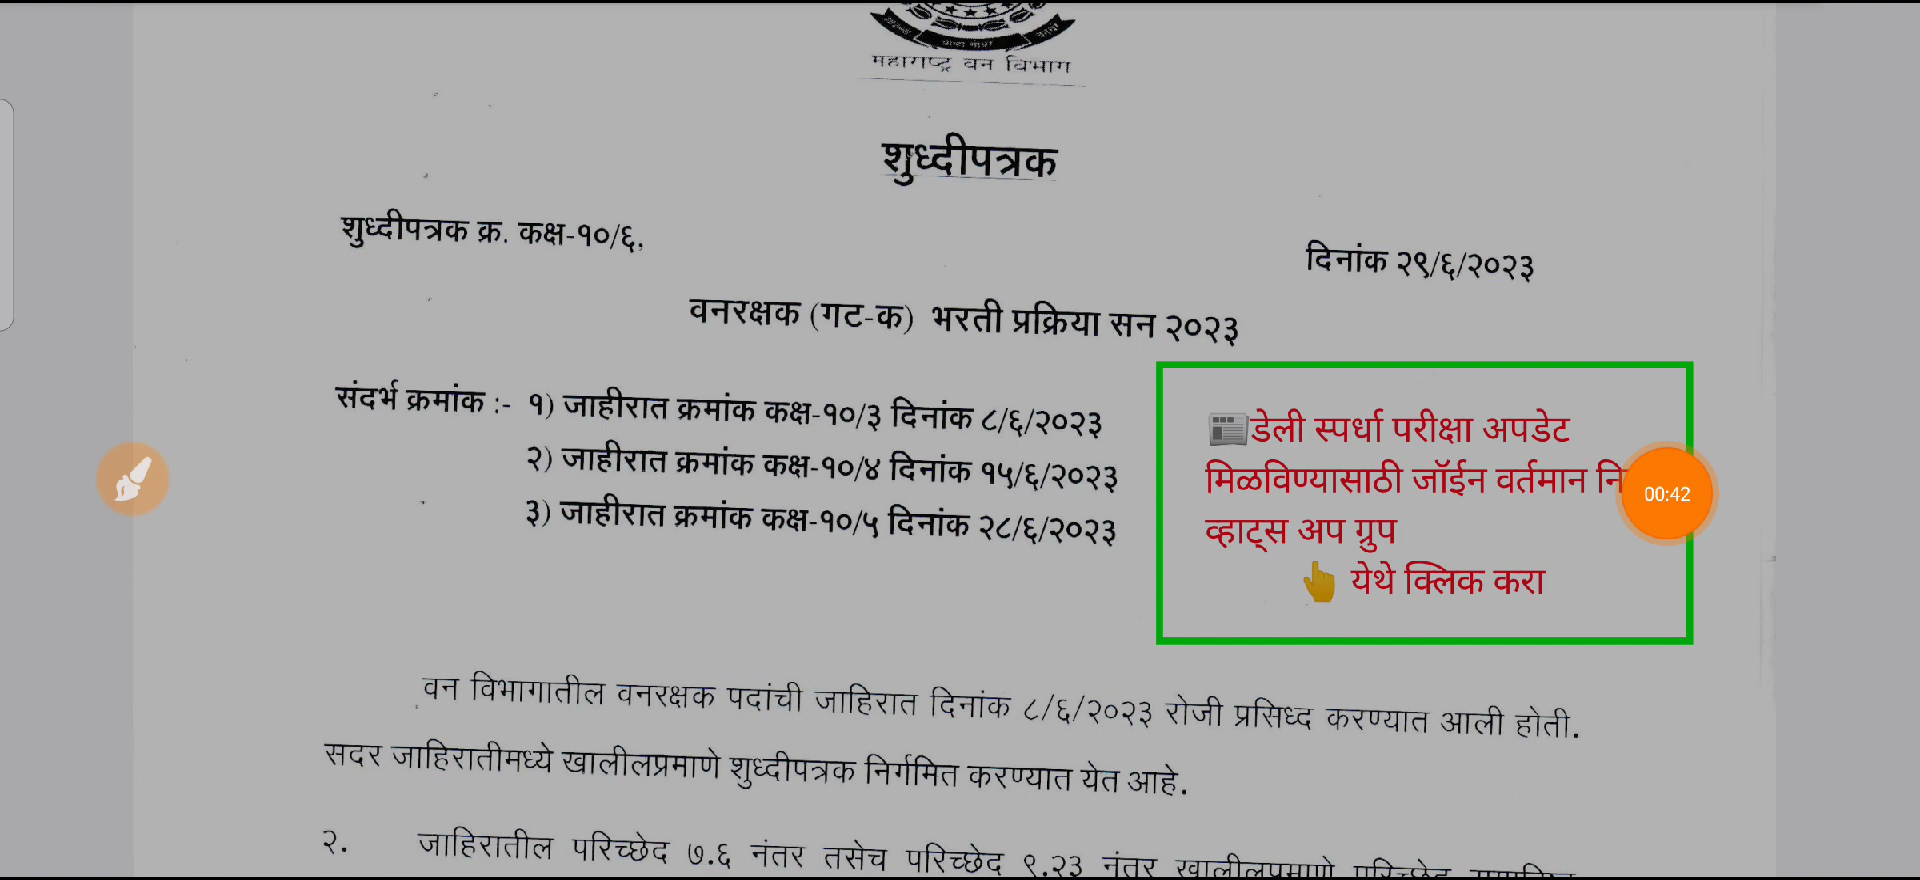 महाराष्ट्र वन विभाग
शुध्दीपत्रक
शुध्दीपत्रक क्र. कक्ष-१०/६,
दिनांक २९/६/२०२३
वनरक्षक (गट-क) भरती प्रक्रिया सन २०२३
संदर्भ क्रमांक :- १) जाहीरात क्रमांक कक्ष-१०/३ दिनांक ८/६/२०२३
२) जाहीरात क्रमांक कक्ष-१०/४ दिनांक १५/६/२०२३
३) जाहीरात क्रमांक कक्ष-१०/५ दिनांक २८/६/२०२३
डेली स्पर्धा परीक्षा अपडेट
मिळविण्यासाठी जॉईन वर्तमान
व्हाट्स अप ग्रुप
येथे क्लिक करा
00:42
वन विभागातील वनरक्षक पदांची जाहिरात दिनांक ८/६/२०२३ रोजी प्रसिध्द करण्यात आली होती.
सदर जाहिरातीमध्ये खालीलप्रमाणे शुध्दीपत्रक निर्गमित करण्यात येत आहे.
२. जाहिरातील परिच्छेद ७.६ नंतर तसेच परिच्छेद ९.२३ नंतर खालीलप्रमाणे परिच्छेद